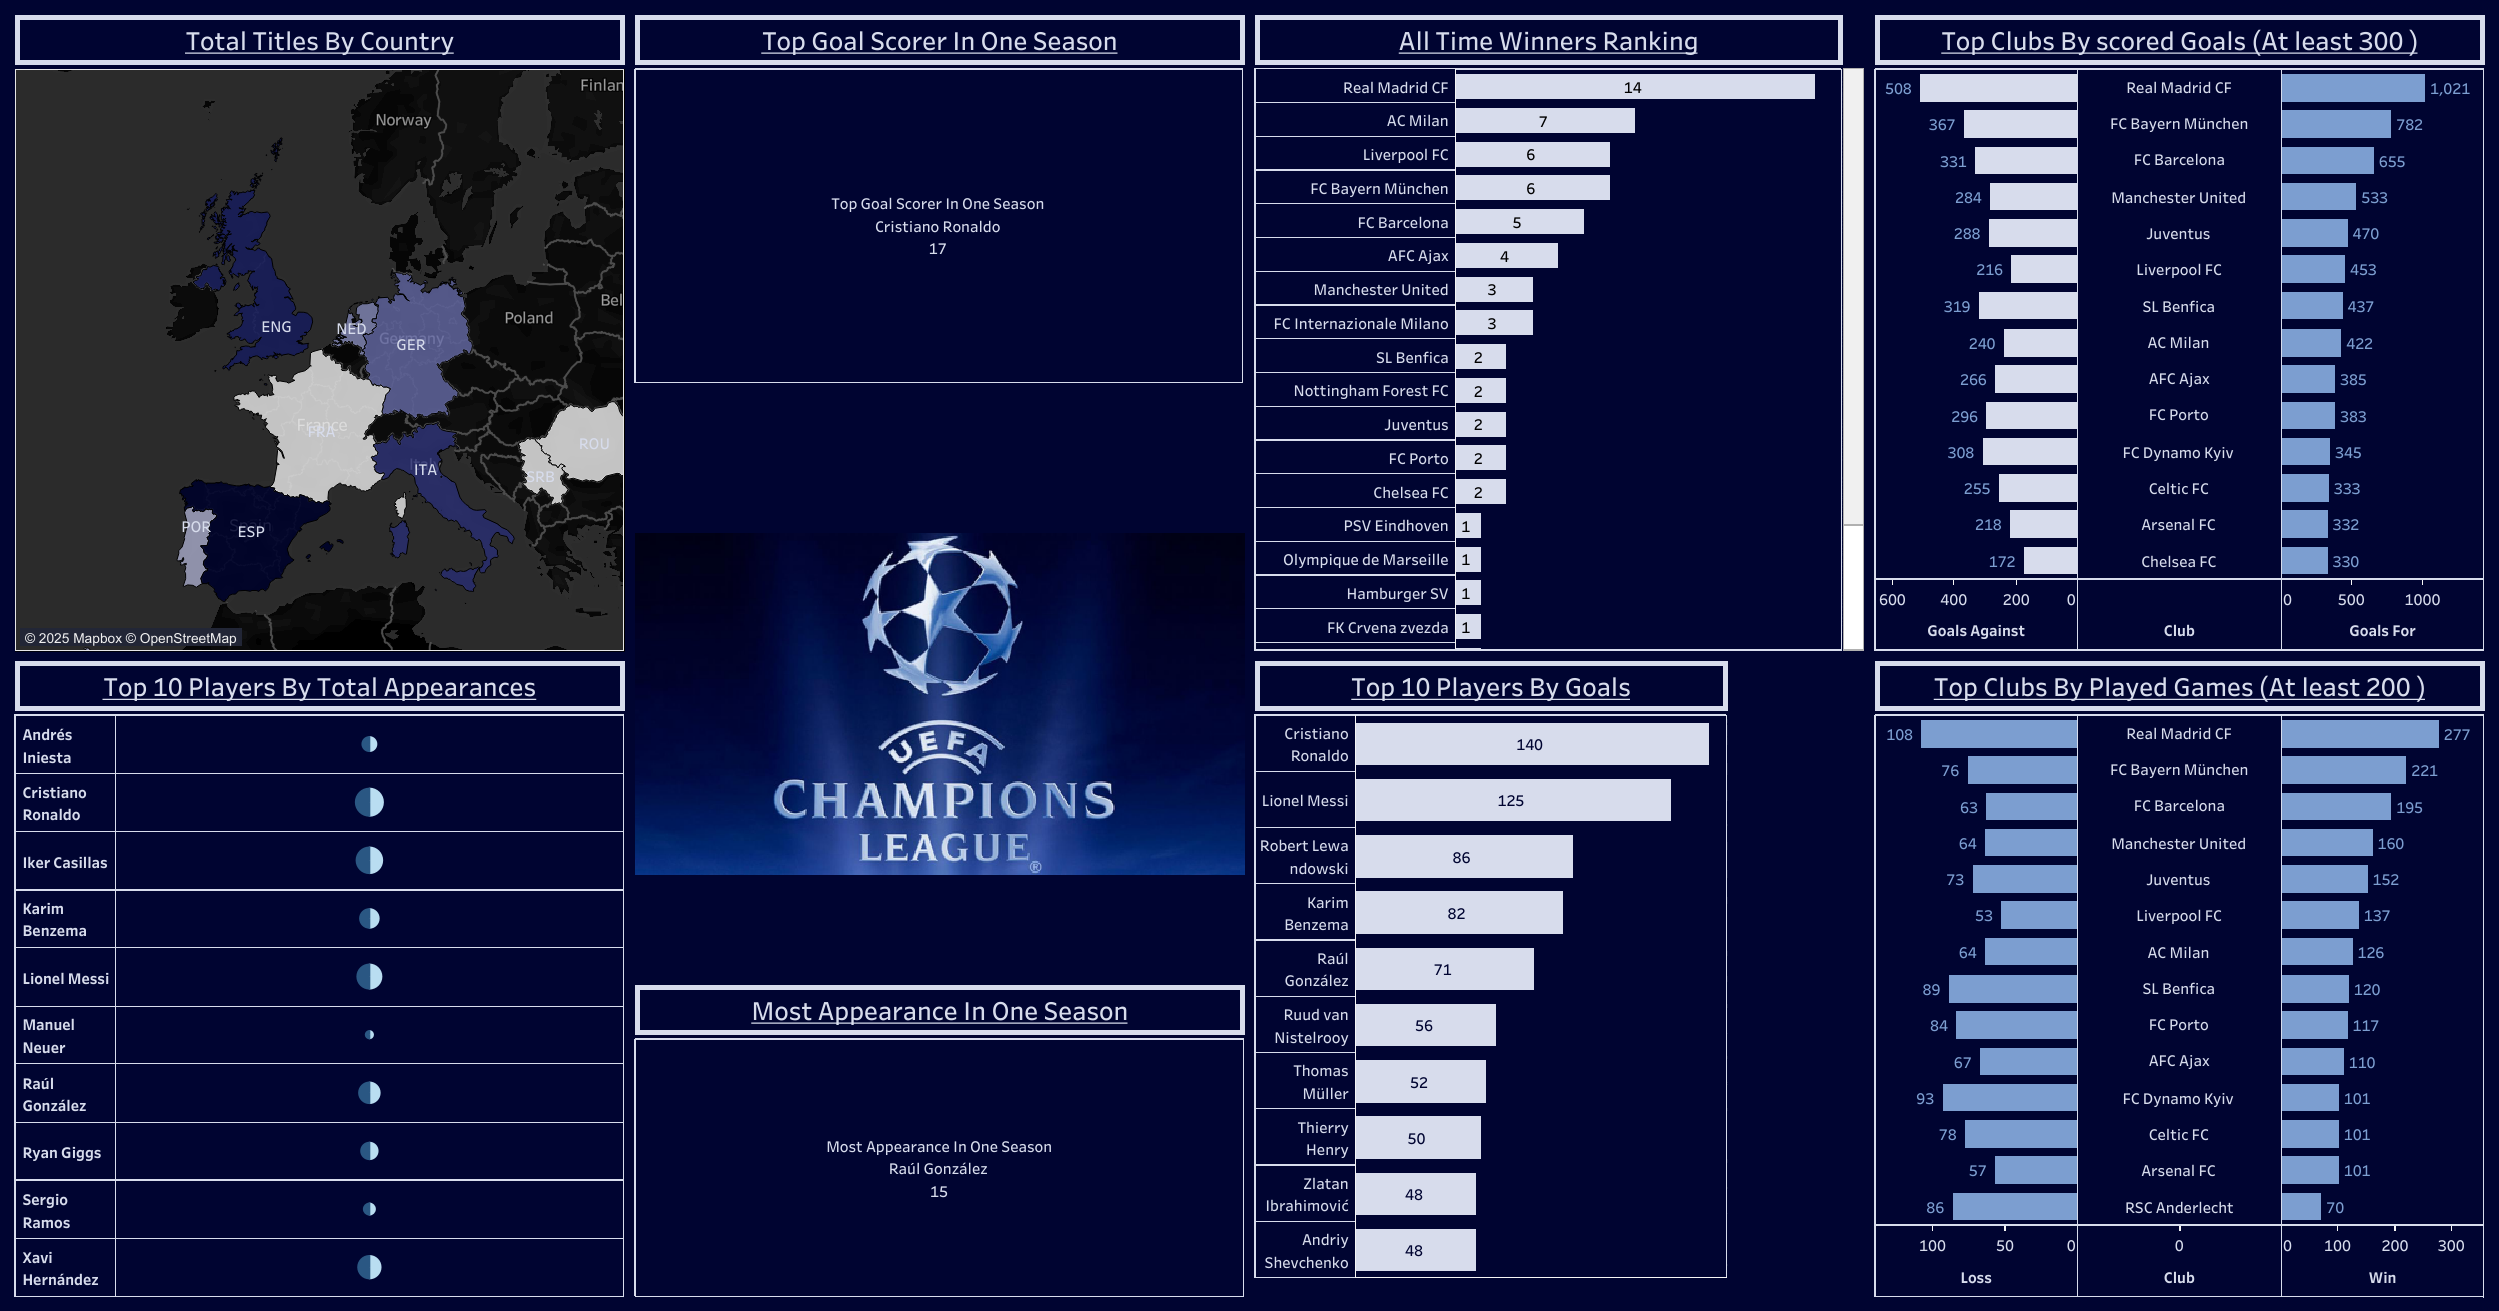 Total Titles By Country
Finlan
Norway
Poland
Bel
ENG
NED
Germany
GER
France
FRA
ROU
SRB
ITA
POR
Spain
ESP
© 2025 Mapbox © OpenStreetMap
Top Goal Scorer In One Season
Top Goal Scorer In One Season
Cristiano Ronaldo
17
All Time Winners Ranking
Real Madrid CF 14
AC Milan 7
Liverpool FC 6
FC Bayern München 6
FC Barcelona 5
AFC Ajax 4
Manchester United 3
FC Internazionale Milano 3
SL Benfica 2
Nottingham Forest FC 2
Juventus 2
FC Porto 2
Chelsea FC 2
PSV Eindhoven 1
Olympique de Marseille 1
Hamburger SV 1
FK Crvena zvezda 1
Top Clubs By scored Goals (At least 300 )
508 Real Madrid CF 1,021
367 FC Bayern München 782
331 FC Barcelona 655
284 Manchester United 533
288 Juventus 470
216 Liverpool FC 453
319 SL Benfica 437
240 AC Milan 422
266 AFC Ajax 385
296 FC Porto 383
308 FC Dynamo Kyiv 345
255 Celtic FC 333
218 Arsenal FC 332
172 Chelsea FC 330
600 400 200 0 0 500 1000
Goals Against Club Goals For
Top 10 Players By Total Appearances
Andrés
Iniesta
Cristiano
Ronaldo
Iker Casillas
Karim
Benzema
Lionel Messi
Manuel
Neuer
Raúl
González
Ryan Giggs
Sergio
Ramos
Xavi
Hernández
UEFA
CHAMPIONS
LEAGUE®
Most Appearance In One Season
Most Appearance In One Season
Raúl González
15
Top 10 Players By Goals
Cristiano
Ronaldo
140
Lionel Messi 125
Robert Lewa
ndowski
86
Karim
Benzema
82
Raúl
González
71
Ruud van
Nistelrooy
56
Thomas
Müller
52
Thierry
Henry
50
Zlatan
Ibrahimović
48
Andriy
Shevchenko
48
Top Clubs By Played Games (At least 200 )
108 Real Madrid CF 277
76 FC Bayern München 221
63 FC Barcelona 195
64 Manchester United 160
73 Juventus 152
53 Liverpool FC 137
64 AC Milan 126
89 SL Benfica 120
84 FC Porto 117
67 AFC Ajax 110
93 FC Dynamo Kyiv 101
78 Celtic FC 101
57 Arsenal FC 101
86 RSC Anderlecht 70
100 50 0 0 0 100 200 300
Loss Club Win